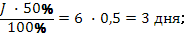 J · 50% / 100% = 6 · 0,5 = 3 дня;